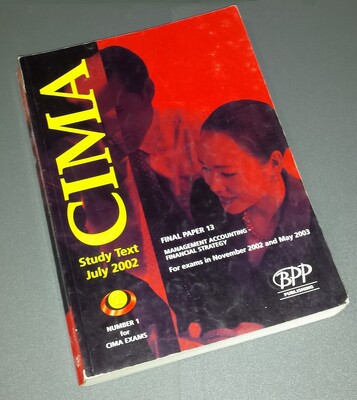 CIMA
Study Text
July 2002
NUMBER 1
for
CIMA EXAMS
FINAL PAPER 13
MANAGEMENT ACCOUNTING -
FINANCIAL STRATEGY
For exams in November 2002 and May 2003
BPP
PUBLISHING